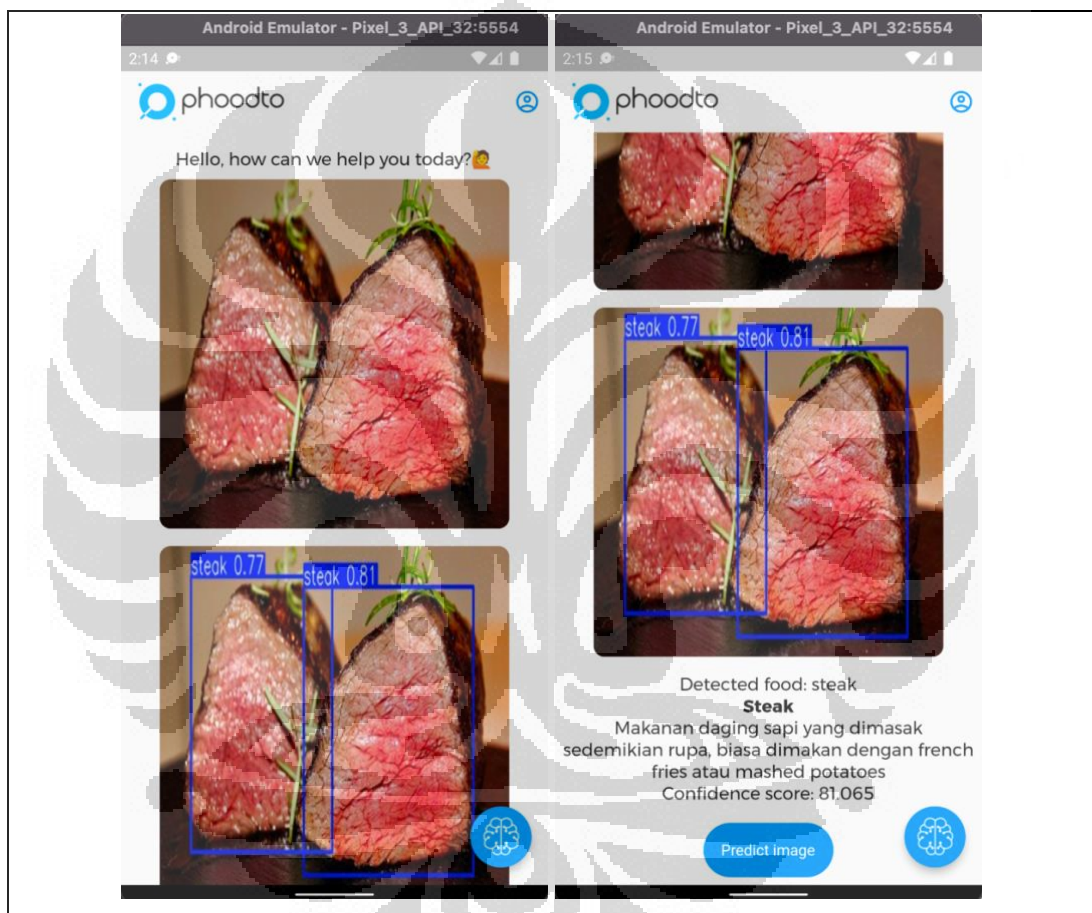 Android Emulator - Pixel_3_API_32:5554
2:14
phoodto
Hello, how can we help you today?🙋
steak 0.77
steak 0.81
Android Emulator - Pixel_3_API_32:5554
2:15
phoodto
steak 0.77
steak 0.81
Detected food: steak
Steak
Makanan daging sapi yang dimasak
sedemikian rupa, biasa dimakan dengan french
fries atau mashed potatoes
Confidence score: 81.065
Predict image